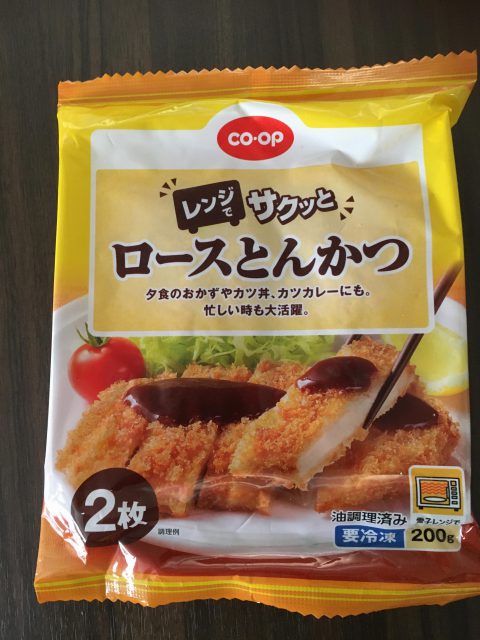 CO·OP
レンジで サクッと
ロースとんかつ
夕食のおかずやカツ丼、カツカレーにも。
忙しい時も大活躍。
2枚
調理例
油調理済み
電子レンジで
要冷凍 200g